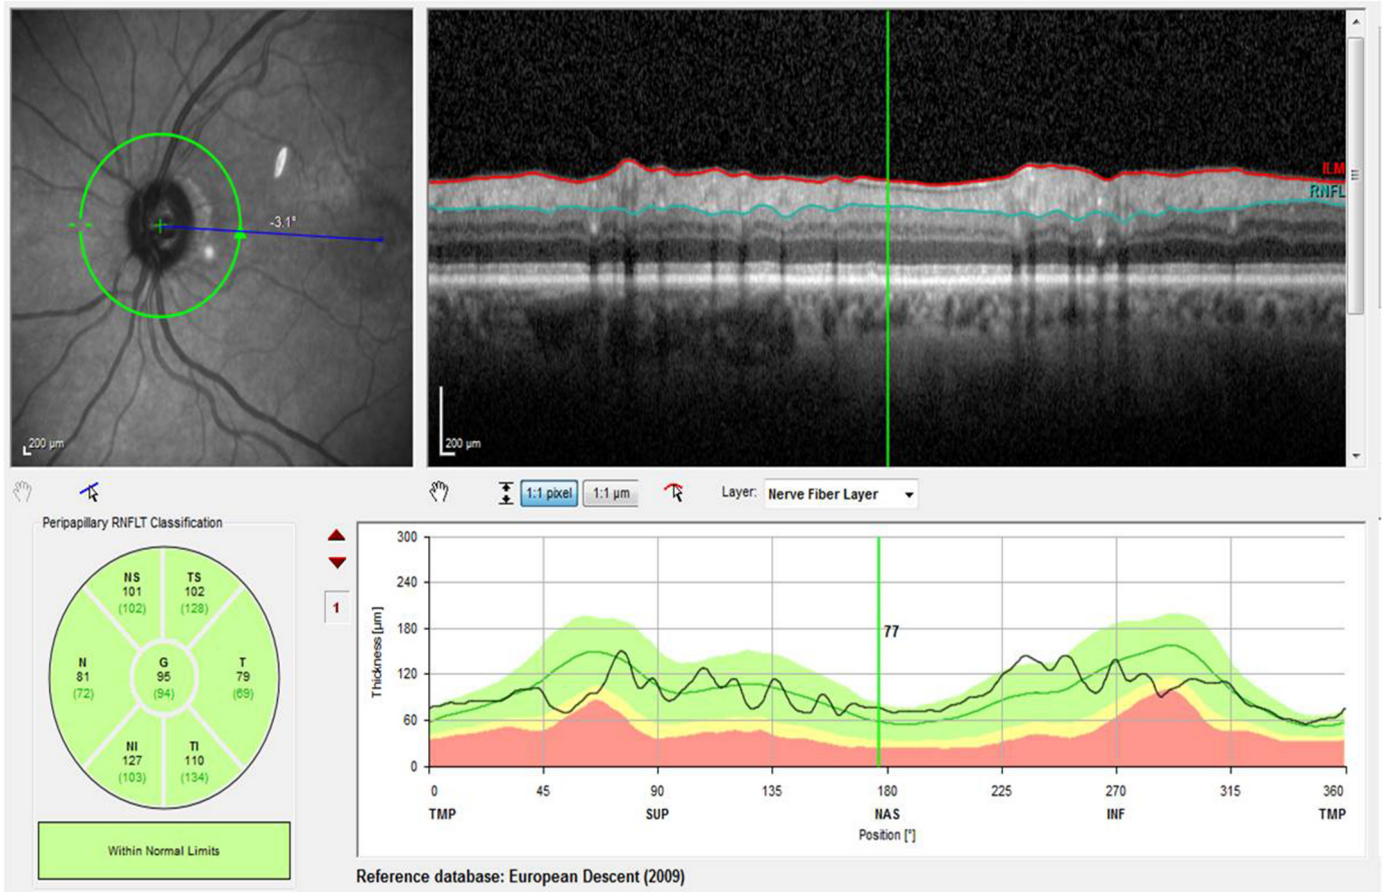 -3.1°
200 µm
ILM
RNFL
200 µm
1:1 pixel
1:1 µm
Layer:
Nerve Fiber Layer
Peripapillary RNFLT Classification
NS
101
(102)
TS
102
(128)
N
81
(72)
G
95
(94)
T
79
(69)
NI
127
(103)
TI
110
(134)
Within Normal Limits
1
Thickness [µm]
300
240
180
120
60
0
77
0 45 90 135 180 225 270 315 360
TMP SUP NAS INF TMP
Position [°]
Reference database: European Descent (2009)